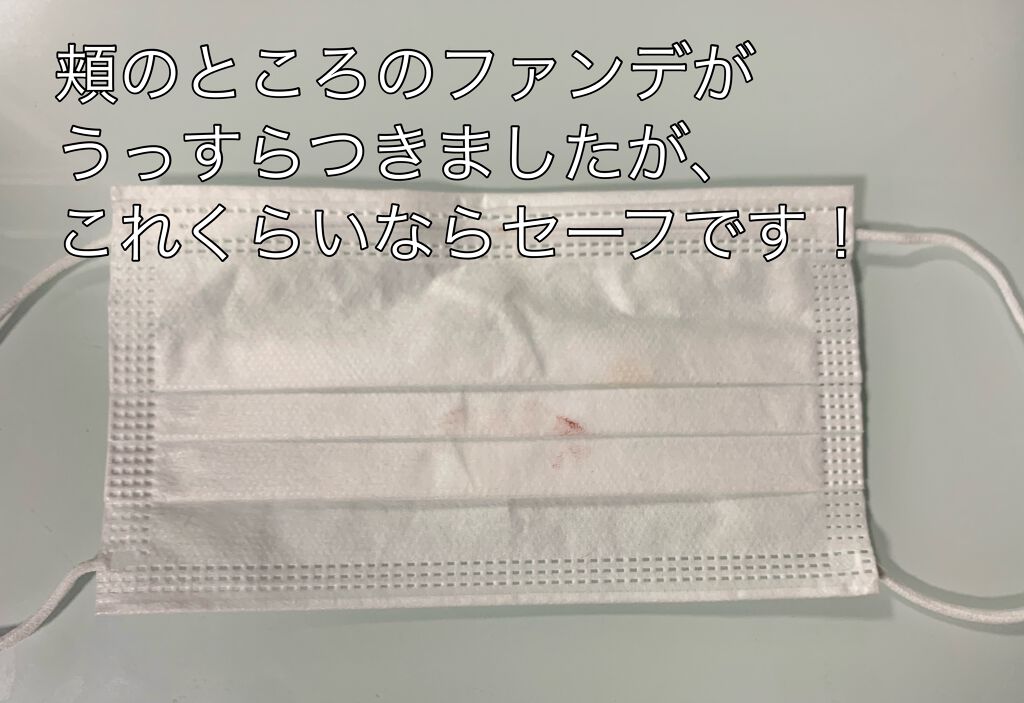 頬のところのファンデが
うっすらつきましたが、
これくらいならセーフです！